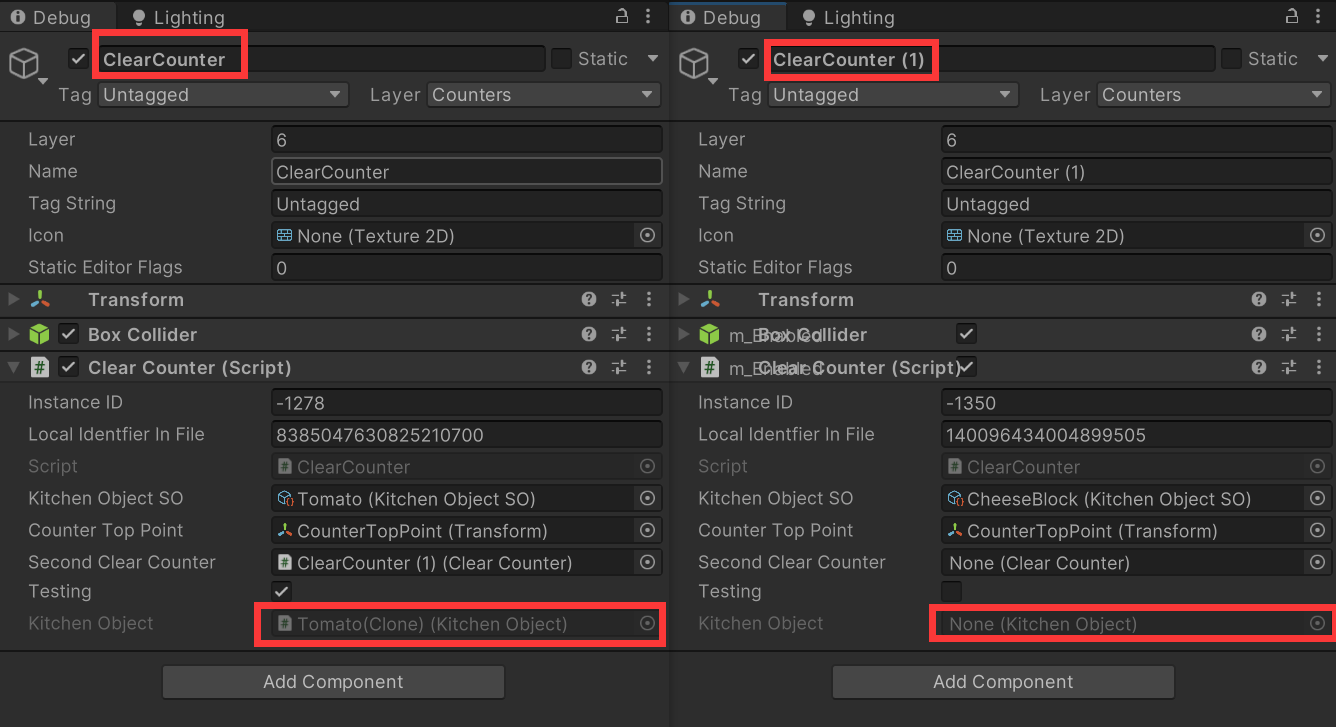 Debug
Lighting
ClearCounter
Static
Tag Untagged
Layer Counters
Layer 6
Name ClearCounter
Tag String Untagged
Icon None (Texture 2D)
Static Editor Flags 0
Transform
Box Collider
# Clear Counter (Script)
Instance ID -1278
Local Identfier In File 8385047630825210700
Script # ClearCounter
Kitchen Object SO Tomato (Kitchen Object SO)
Counter Top Point CounterTopPoint (Transform)
Second Clear Counter # ClearCounter (1) (Clear Counter)
Testing
Kitchen Object # Tomato(Clone) (Kitchen Object)
Add Component
Debug
Lighting
ClearCounter (1)
Static
Tag Untagged
Layer Counters
Layer 6
Name ClearCounter (1)
Tag String Untagged
Icon None (Texture 2D)
Static Editor Flags 0
Transform
Box Collider
m_Enabled
# Clear Counter (Script)
m_Enabled
Instance ID -1350
Local Identfier In File 140096434004899505
Script # ClearCounter
Kitchen Object SO CheeseBlock (Kitchen Object SO)
Counter Top Point CounterTopPoint (Transform)
Second Clear Counter None (Clear Counter)
Testing
Kitchen Object None (Kitchen Object)
Add Component